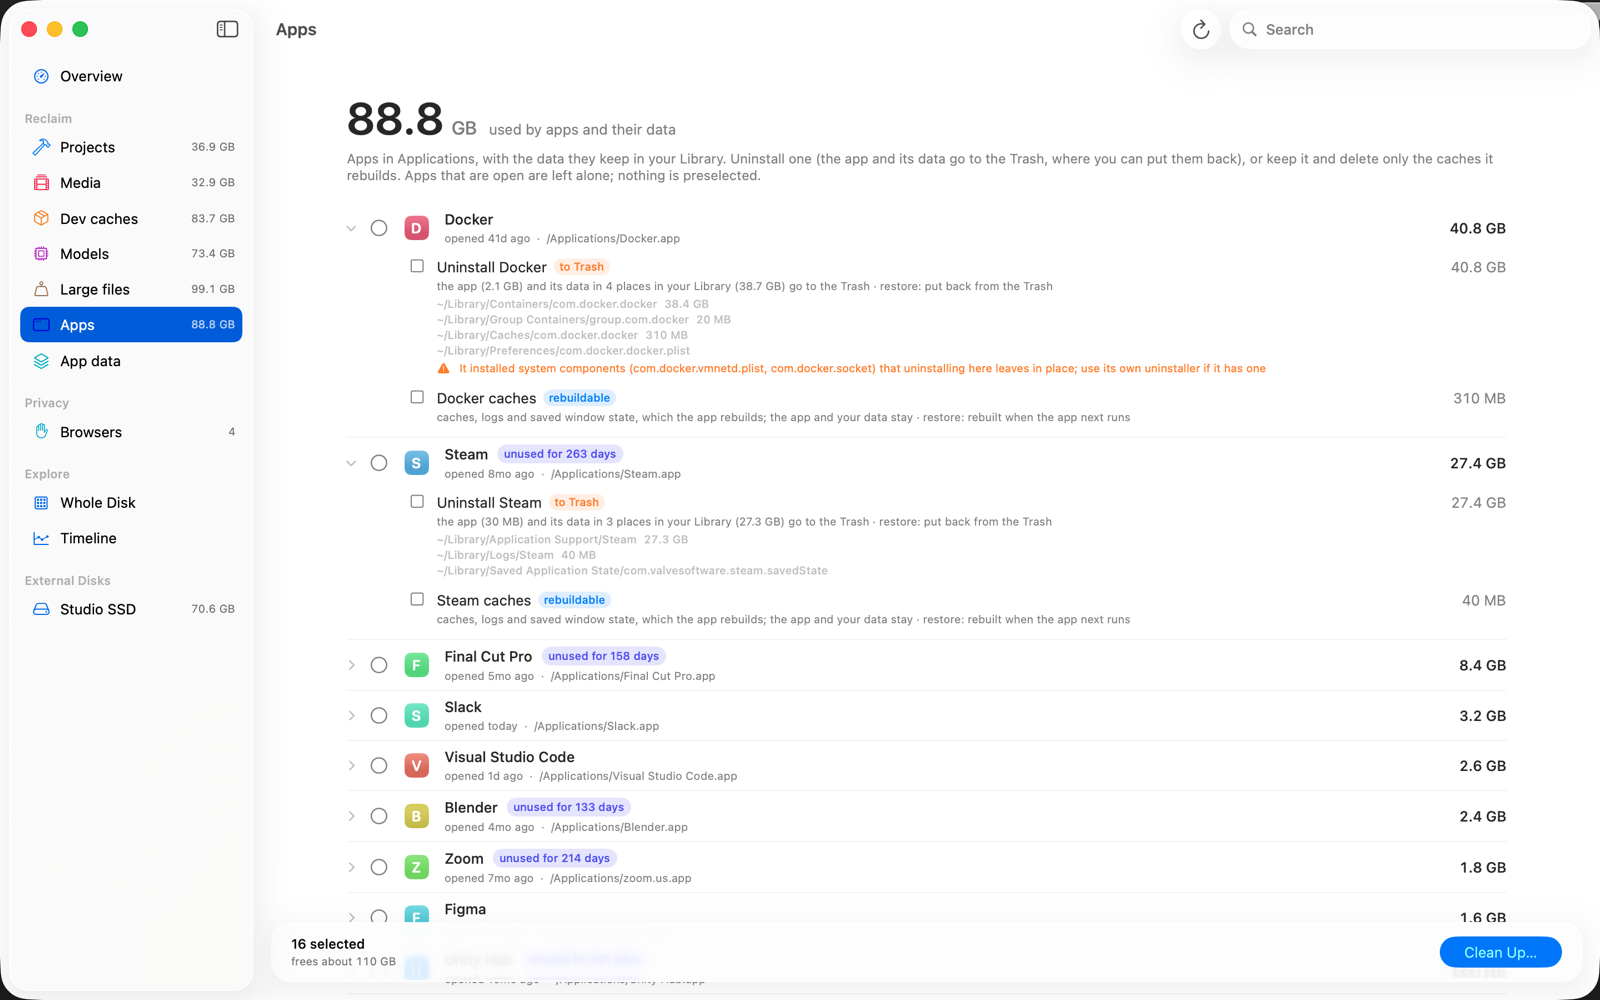 Apps
Search
Overview
Reclaim
Projects 36.9 GB
Media 32.9 GB
Dev caches 83.7 GB
Models 73.4 GB
Large files 99.1 GB
Apps 88.8 GB
App data
Privacy
Browsers 4
Explore
Whole Disk
Timeline
External Disks
Studio SSD 70.6 GB
88.8 GB used by apps and their data
Apps in Applications, with the data they keep in your Library. Uninstall one (the app and its data go to the Trash, where you can put them back), or keep it and delete only the caches it
rebuilds. Apps that are open are left alone; nothing is preselected.
D Docker 40.8 GB
opened 41d ago · /Applications/Docker.app
Uninstall Docker to Trash 40.8 GB
the app (2.1 GB) and its data in 4 places in your Library (38.7 GB) go to the Trash · restore: put back from the Trash
~/Library/Containers/com.docker.docker 38.4 GB
~/Library/Group Containers/group.com.docker 20 MB
~/Library/Caches/com.docker.docker 310 MB
~/Library/Preferences/com.docker.docker.plist
It installed system components (com.docker.vmnetd.plist, com.docker.socket) that uninstalling here leaves in place; use its own uninstaller if it has one
Docker caches rebuildable 310 MB
caches, logs and saved window state, which the app rebuilds; the app and your data stay · restore: rebuilt when the app next runs
S Steam unused for 263 days 27.4 GB
opened 8mo ago · /Applications/Steam.app
Uninstall Steam to Trash 27.4 GB
the app (30 MB) and its data in 3 places in your Library (27.3 GB) go to the Trash · restore: put back from the Trash
~/Library/Application Support/Steam 27.3 GB
~/Library/Logs/Steam 40 MB
~/Library/Saved Application State/com.valvesoftware.steam.savedState
Steam caches rebuildable 40 MB
caches, logs and saved window state, which the app rebuilds; the app and your data stay · restore: rebuilt when the app next runs
F Final Cut Pro unused for 158 days 8.4 GB
opened 5mo ago · /Applications/Final Cut Pro.app
S Slack 3.2 GB
opened today · /Applications/Slack.app
V Visual Studio Code 2.6 GB
opened 1d ago · /Applications/Visual Studio Code.app
B Blender unused for 133 days 2.4 GB
opened 4mo ago · /Applications/Blender.app
Z Zoom unused for 214 days 1.8 GB
opened 7mo ago · /Applications/zoom.us.app
F Figma 1.6 GB
16 selected
frees about 110 GB
Clean Up...
Unity Hub